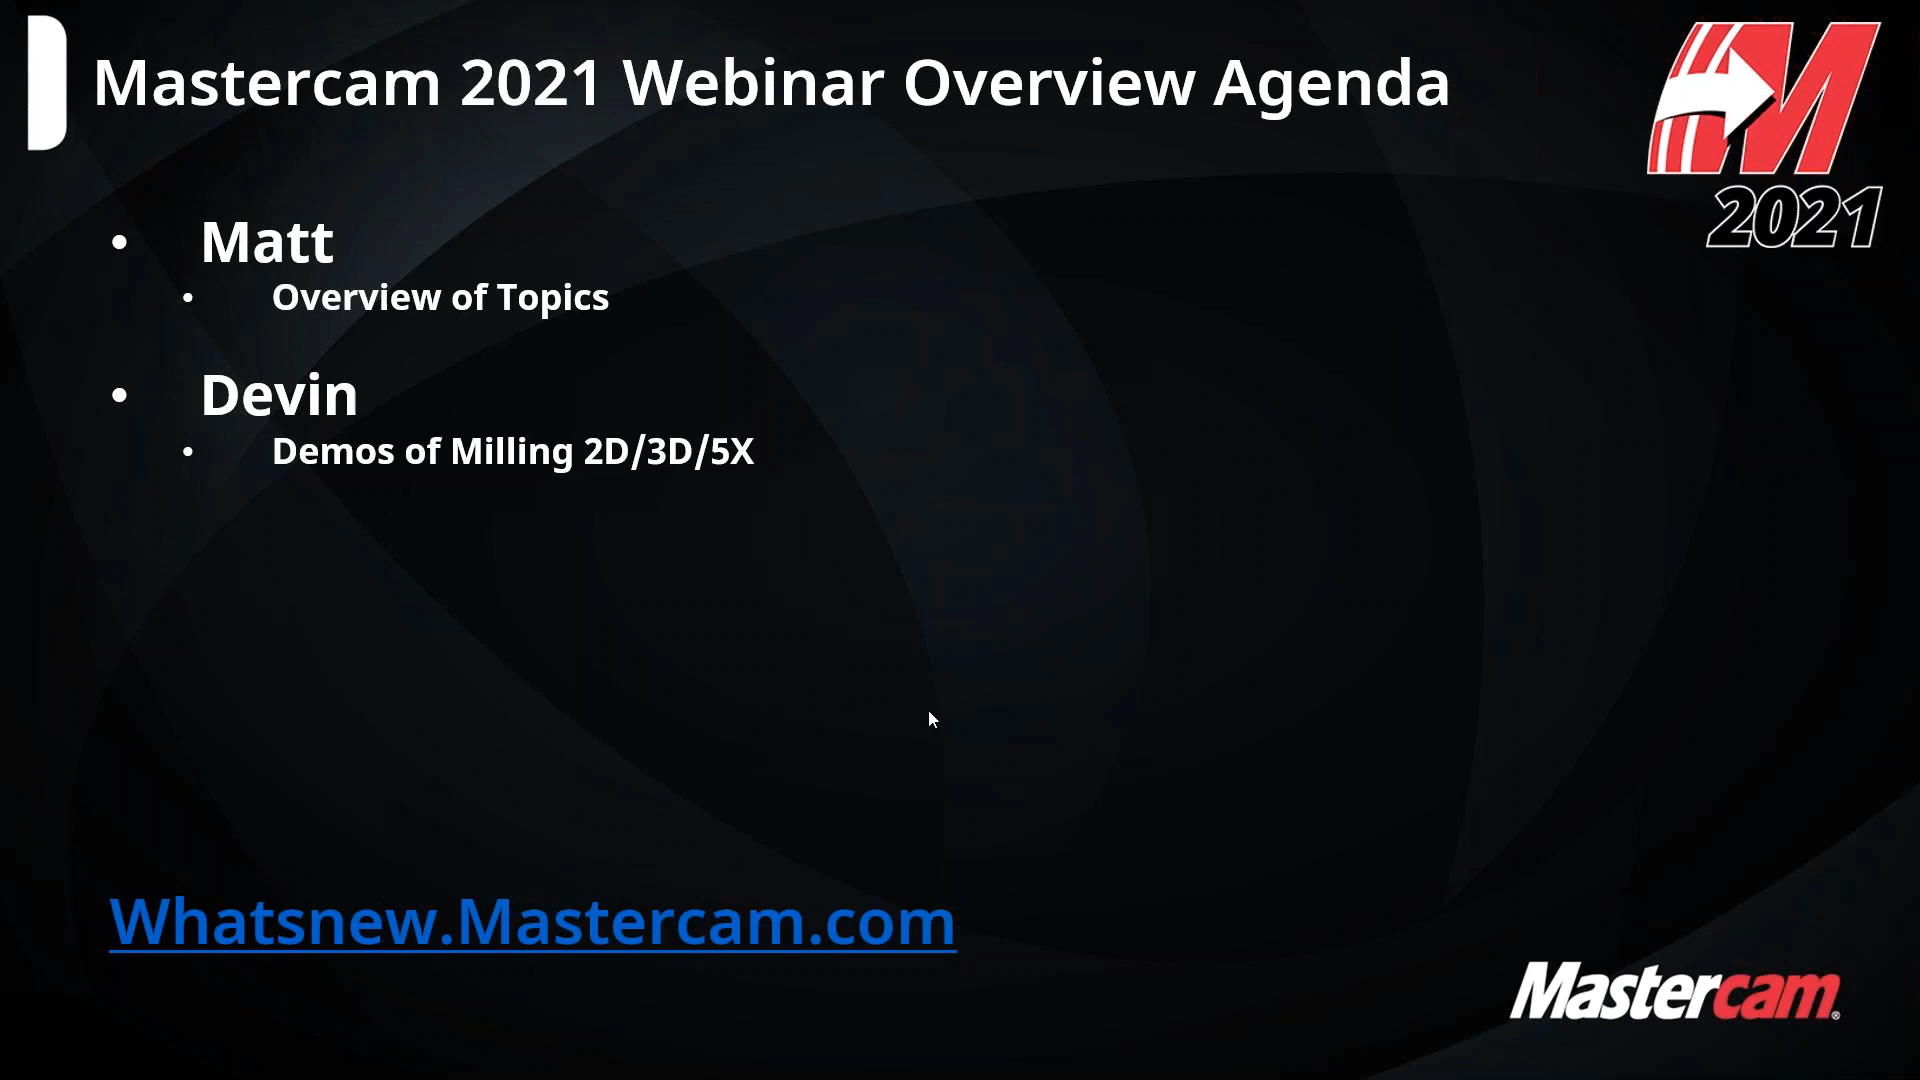 Mastercam 2021 Webinar Overview Agenda
2021
• Matt
• Overview of Topics
• Devin
• Demos of Milling 2D/3D/5X
Whatsnew.Mastercam.com
Mastercam®